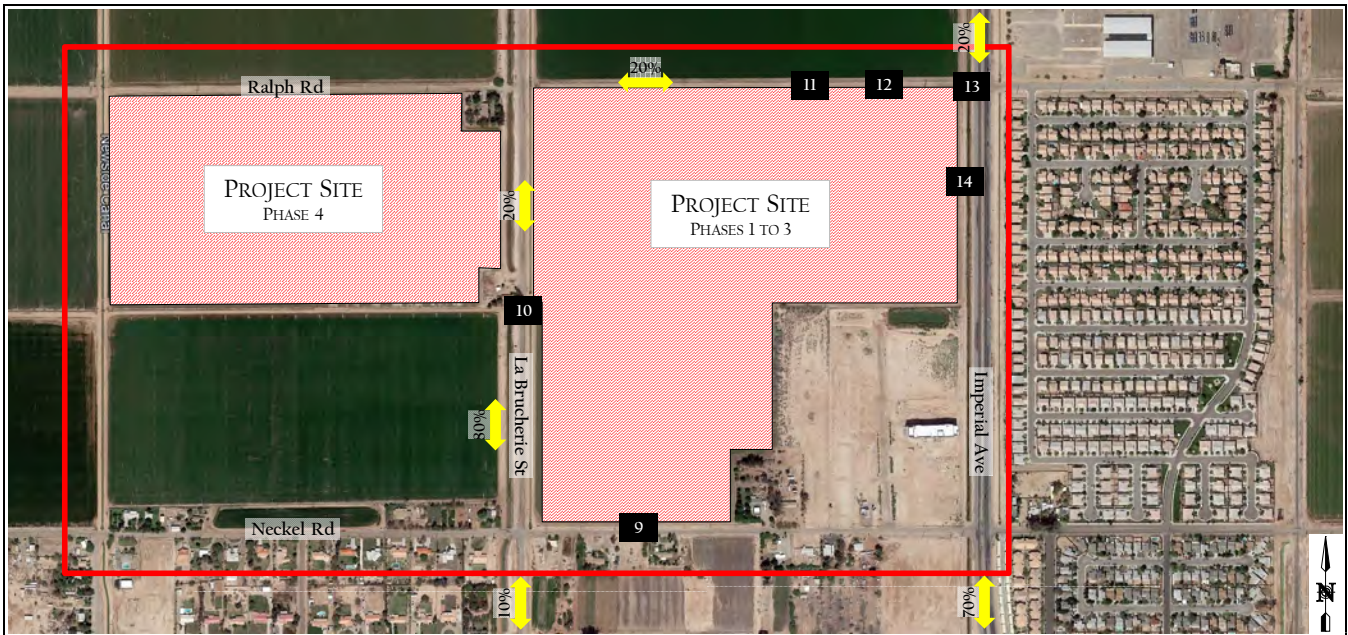 20%
20%
Ralph Rd
11
12
13
14
PROJECT SITE
PHASE 4
PROJECT SITE
PHASES 1 TO 3
20%
10
La Brucherie St
Imperial Ave
80%
Neckel Rd
9
10%
70%
N